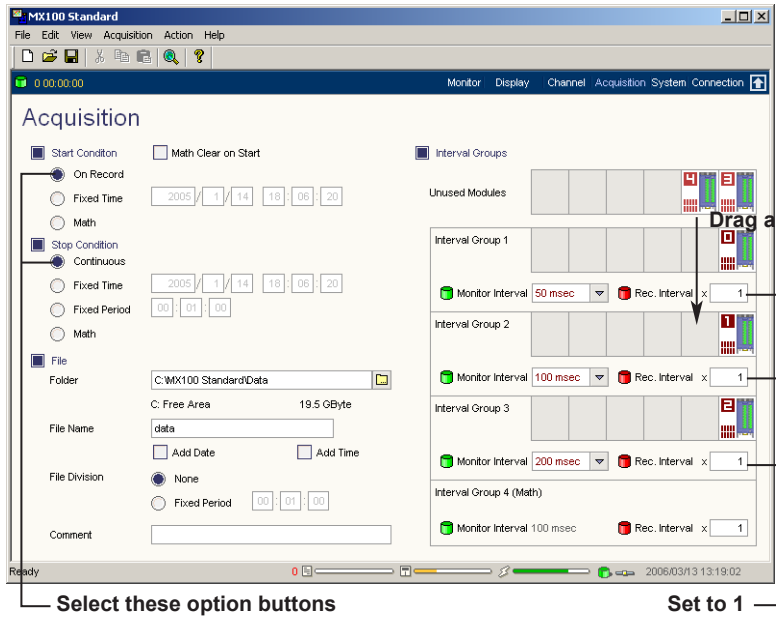 MX100 Standard
File Edit View Acquisition Action Help
0 00:00:00
Monitor Display Channel Acquisition System Connection
Acquisition
Start Conditon
Math Clear on Start
On Record
Fixed Time 2005 / 1 / 14 18 : 06 : 20
Math
Stop Condition
Continuous
Fixed Time 2005 / 1 / 14 18 : 06 : 20
Fixed Period 00 : 01 : 00
Math
File
Folder C:\MX100 Standard\Data
C: Free Area 19.5 GByte
File Name data
Add Date Add Time
File Division None
Fixed Period 00 : 01 : 00
Comment
Interval Groups
Unused Modules 4 3
Drag a
Interval Group 1 0
Monitor Interval 50 msec Rec. Interval x 1
Interval Group 2 1
Monitor Interval 100 msec Rec. Interval x 1
Interval Group 3 2
Monitor Interval 200 msec Rec. Interval x 1
Interval Group 4 (Math)
Monitor Interval 100 msec Rec. Interval x 1
Ready 0 2006/03/13 13:19:02
Select these option buttons
Set to 1